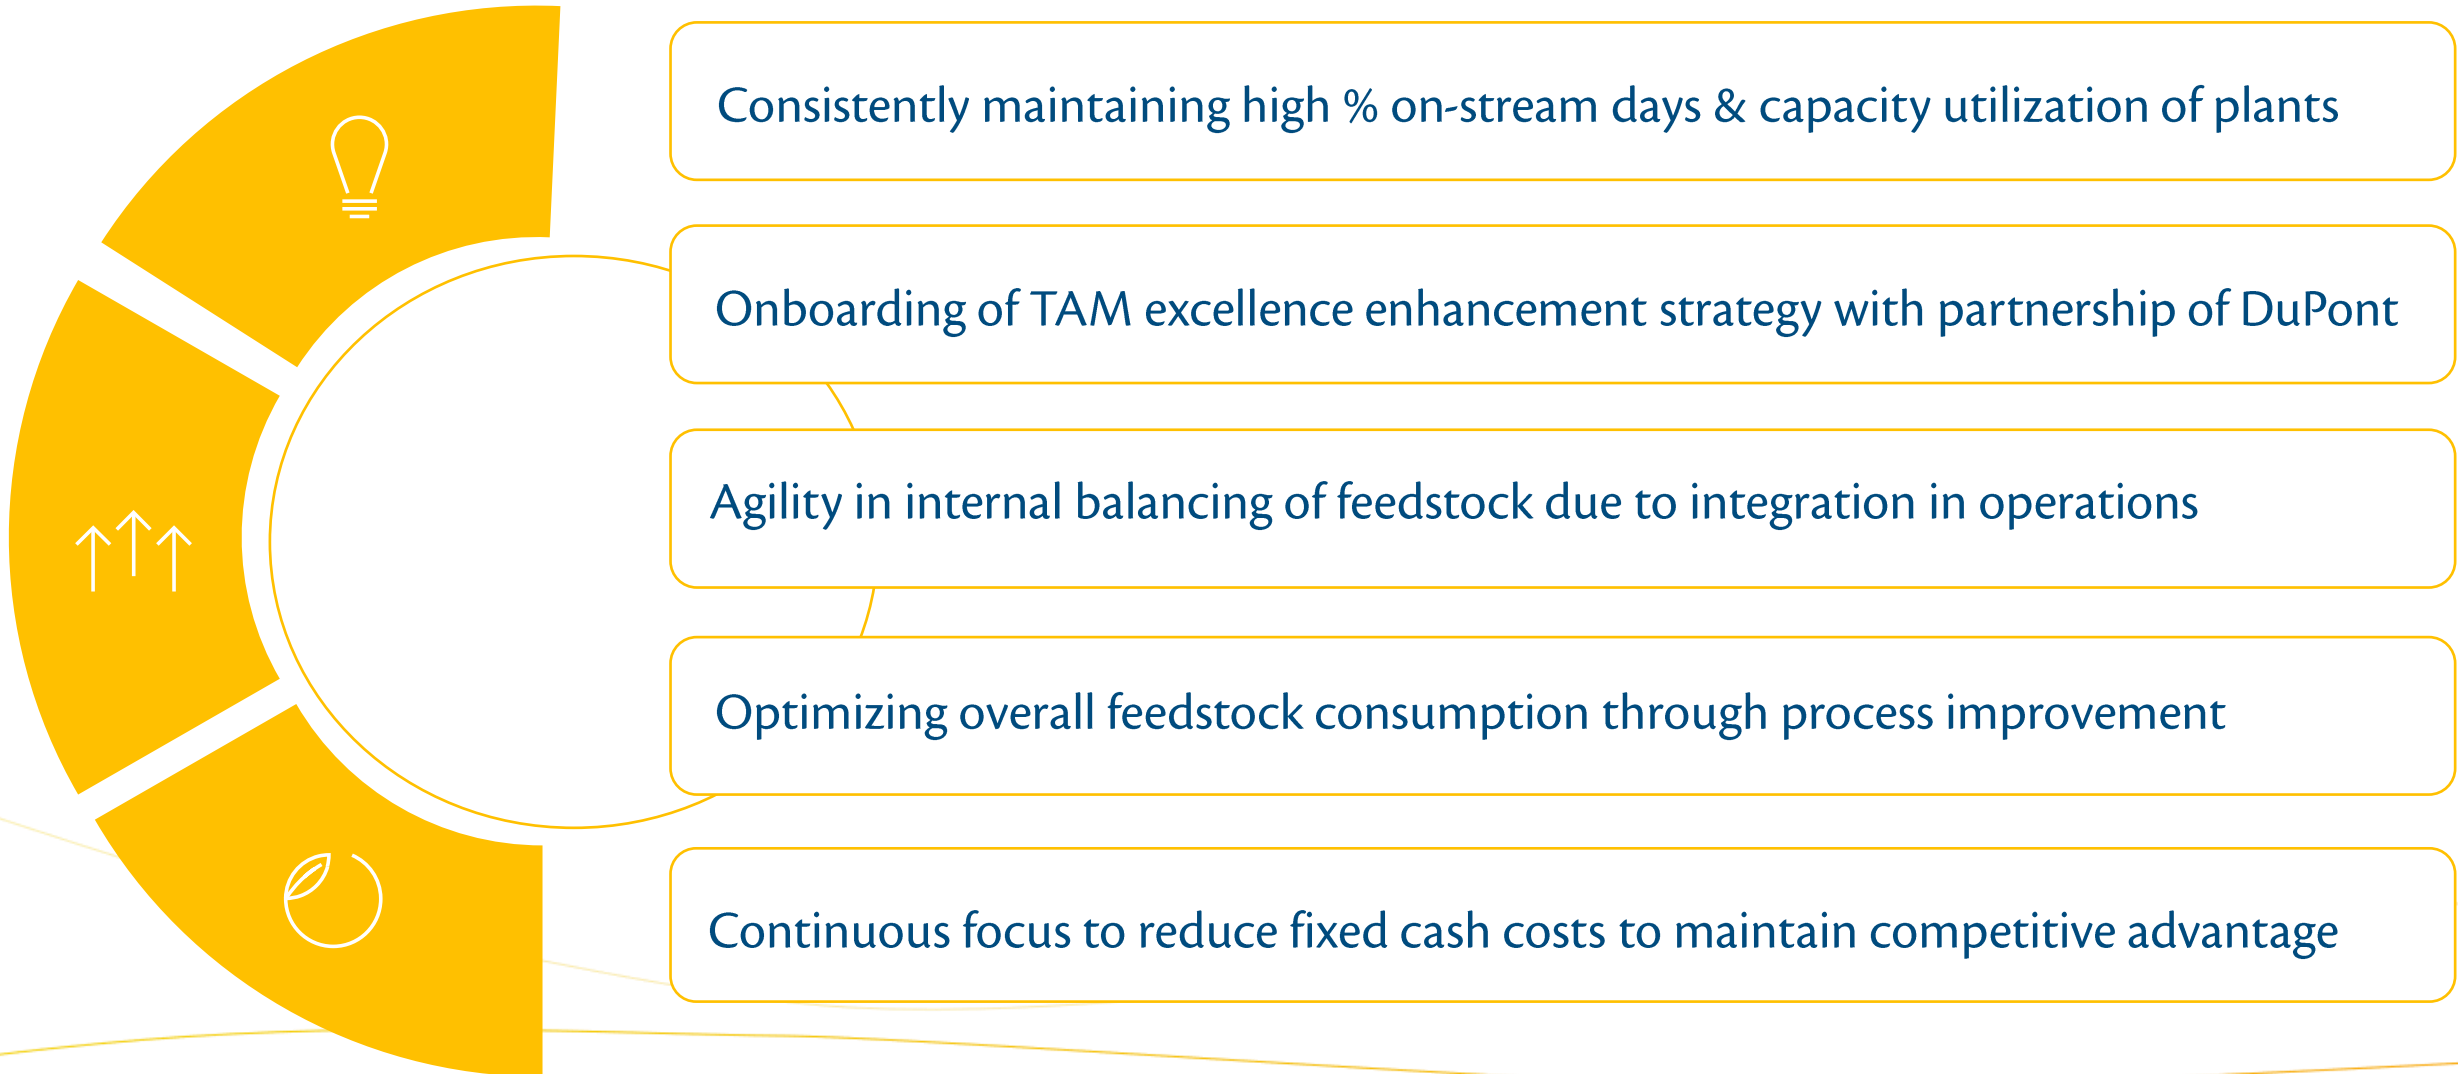 Consistently maintaining high % on-stream days & capacity utilization of plants
Onboarding of TAM excellence enhancement strategy with partnership of DuPont
Agility in internal balancing of feedstock due to integration in operations
Optimizing overall feedstock consumption through process improvement
Continuous focus to reduce fixed cash costs to maintain competitive advantage